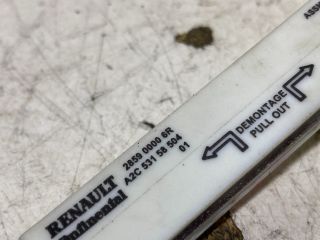 RENAULT
Continental
2859 0000 6R
A2C 531 58 504
01
DEMONTAGE
PULL OUT